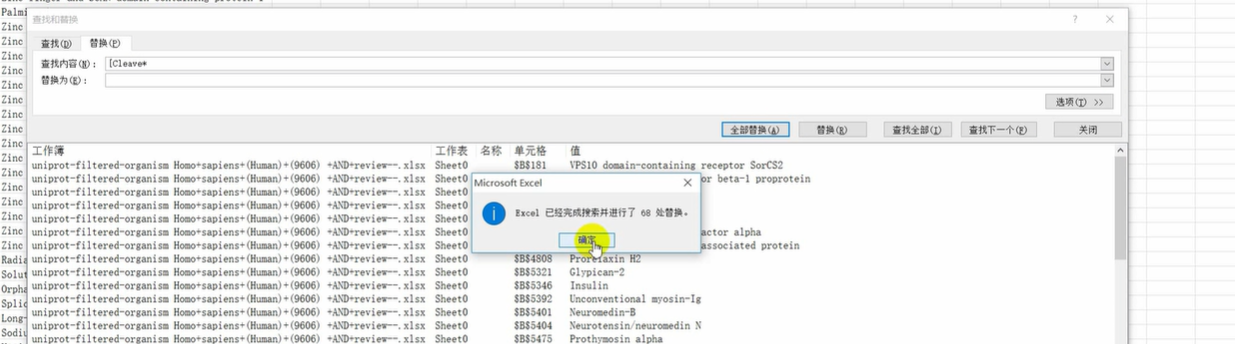 Palmi
查找和替换
? ×
Zinc
查找(D) 替换(P)
Zinc
查找内容(N): [Cleave*
Zinc
替换为(E):
Zinc
Zinc
选项(T) >>
Zinc
Zinc
全部替换(A) 替换(R) 查找全部(I) 查找下一个(F) 关闭
Zinc
工作簿 工作表 名称 单元格 值
Zinc
uniprot-filtered-organism Homo+sapiens+(Human)+(9606) +AND+review--.xlsx Sheet0 $B$181 VPS10 domain-containing receptor SorCS2
Zinc
uniprot-filtered-organism Homo+sapiens+(Human)+(9606) +AND+review--.xlsx Sheet0 or beta-1 proprotein
Microsoft Excel
Zinc
uniprot-filtered-organism Homo+sapiens+(Human)+(9606) +AND+review--.xlsx Sheet0
Zinc
uniprot-filtered-organism Homo+sapiens+(Human)+(9606) +AND+review--.xlsx Sheet0
Excel 已经完成搜索并进行了 68 处替换。
Zinc
uniprot-filtered-organism Homo+sapiens+(Human)+(9606) +AND+review--.xlsx Sheet0
Zinc
uniprot-filtered-organism Homo+sapiens+(Human)+(9606) +AND+review--.xlsx Sheet0 actor alpha
Zinc
uniprot-filtered-organism Homo+sapiens+(Human)+(9606) +AND+review--.xlsx Sheet0 associated protein
确定
Radia
uniprot-filtered-organism Homo+sapiens+(Human)+(9606) +AND+review--.xlsx Sheet0 $B$4808 Prorelaxin H2
Solut
uniprot-filtered-organism Homo+sapiens+(Human)+(9606) +AND+review--.xlsx Sheet0 $B$5321 Glypican-2
Orpha
uniprot-filtered-organism Homo+sapiens+(Human)+(9606) +AND+review--.xlsx Sheet0 $B$5346 Insulin
Splic
uniprot-filtered-organism Homo+sapiens+(Human)+(9606) +AND+review--.xlsx Sheet0 $B$5392 Unconventional myosin-Ig
Long-
uniprot-filtered-organism Homo+sapiens+(Human)+(9606) +AND+review--.xlsx Sheet0 $B$5401 Neuromedin-B
uniprot-filtered-organism Homo+sapiens+(Human)+(9606) +AND+review--.xlsx Sheet0 $B$5404 Neurotensin/neuromedin N
Sodiu
uniprot-filtered-organism Homo+sapiens+(Human)+(9606) +AND+review--.xlsx Sheet0 $B$5475 Prothymosin alpha